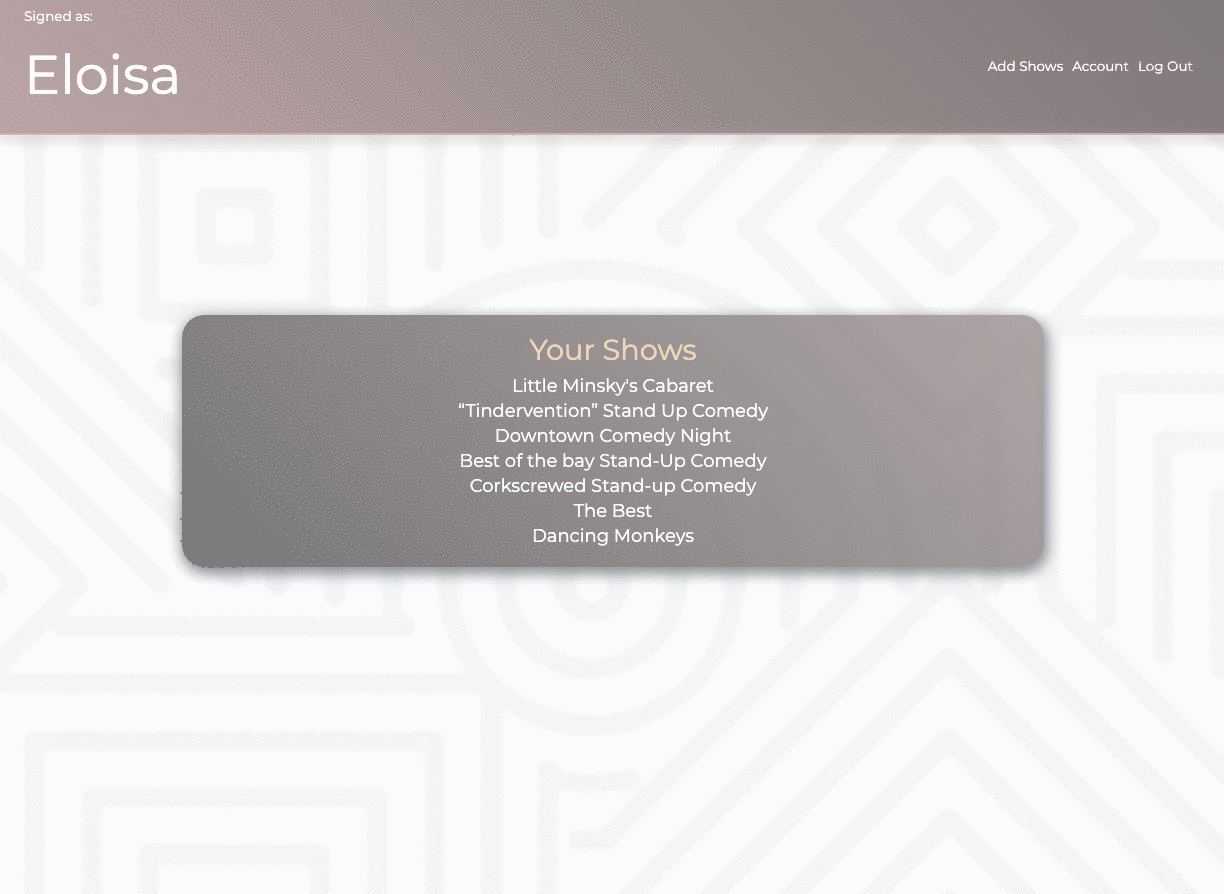 Signed as:
Eloisa
Add Shows Account Log Out
Your Shows
Little Minsky's Cabaret
“Tindervention” Stand Up Comedy
Downtown Comedy Night
Best of the bay Stand-Up Comedy
Corkscrewed Stand-up Comedy
The Best
Dancing Monkeys